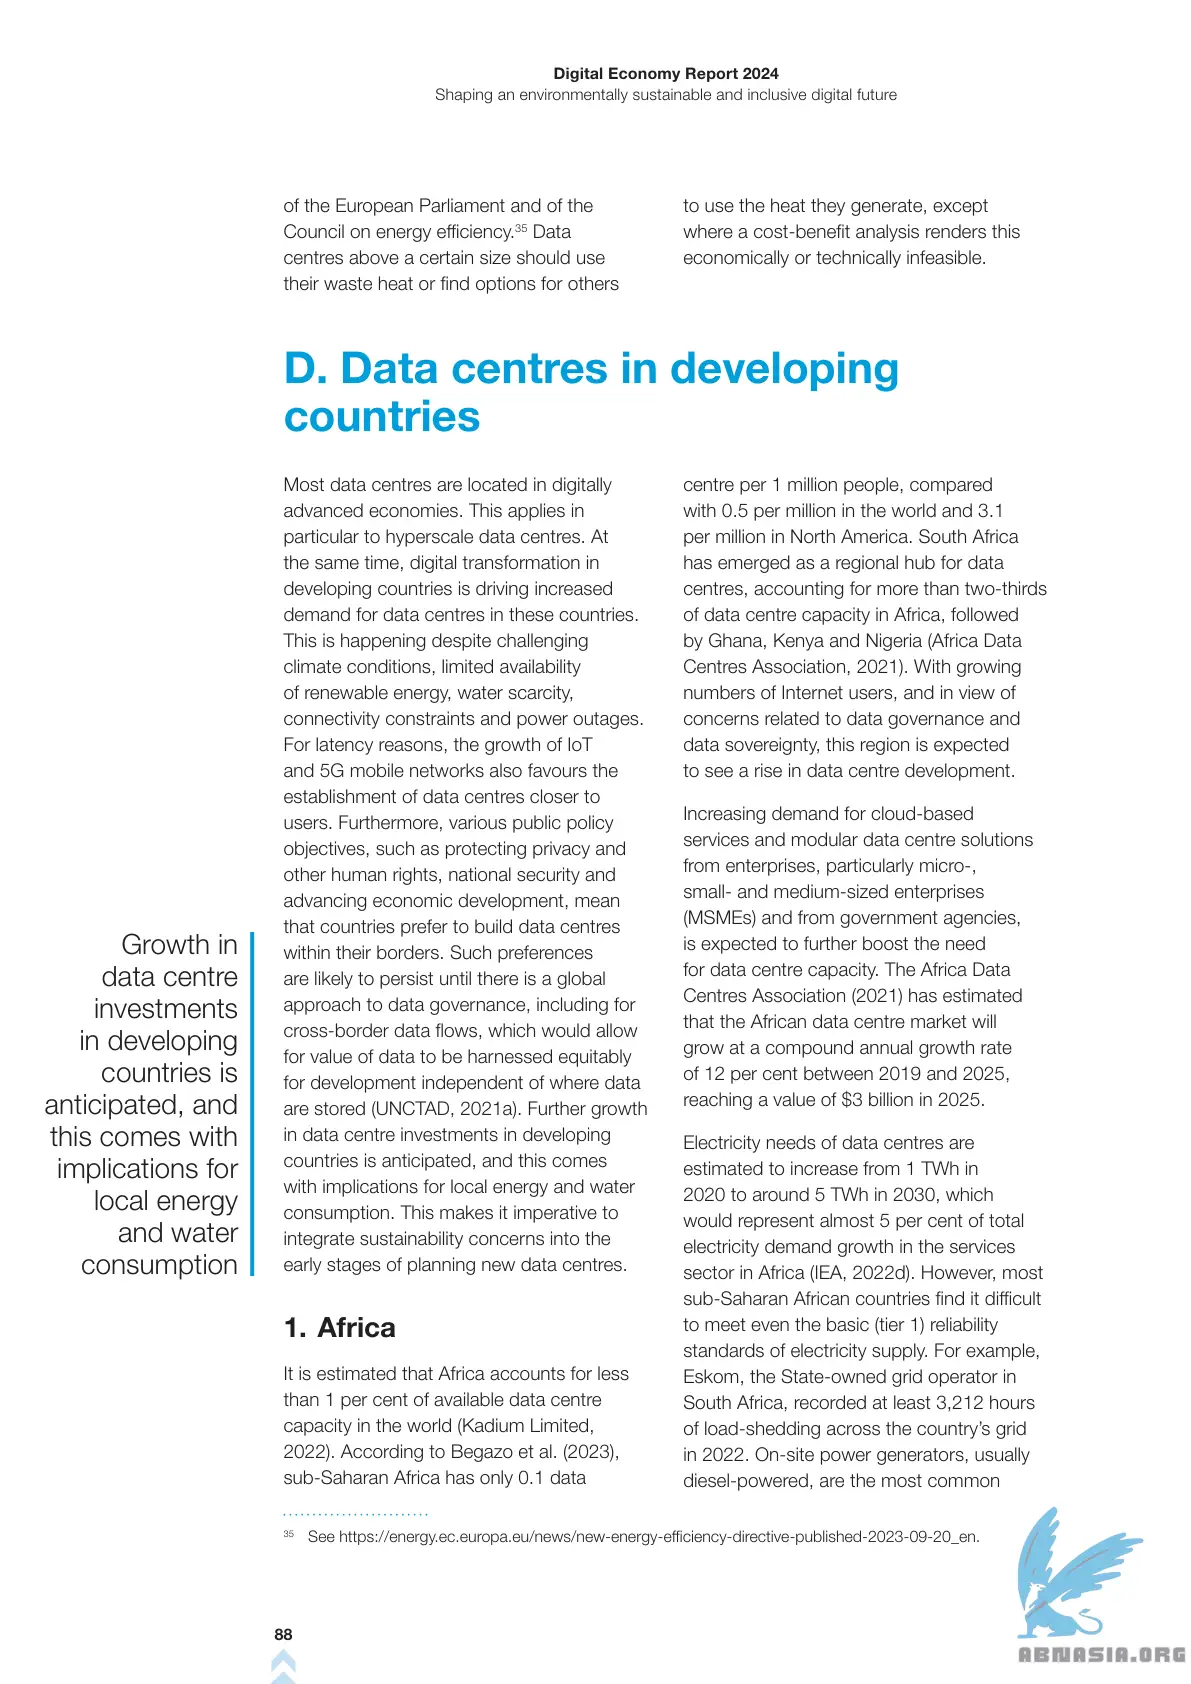 Digital Economy Report 2024
Shaping an environmentally sustainable and inclusive digital future
of the European Parliament and of the
Council on energy efficiency.35 Data
centres above a certain size should use
their waste heat or find options for others
to use the heat they generate, except
where a cost-benefit analysis renders this
economically or technically infeasible.
D. Data centres in developing
countries
Most data centres are located in digitally
advanced economies. This applies in
particular to hyperscale data centres. At
the same time, digital transformation in
developing countries is driving increased
demand for data centres in these countries.
This is happening despite challenging
climate conditions, limited availability
of renewable energy, water scarcity,
connectivity constraints and power outages.
For latency reasons, the growth of IoT
and 5G mobile networks also favours the
establishment of data centres closer to
users. Furthermore, various public policy
objectives, such as protecting privacy and
other human rights, national security and
advancing economic development, mean
that countries prefer to build data centres
within their borders. Such preferences
are likely to persist until there is a global
approach to data governance, including for
cross-border data flows, which would allow
for value of data to be harnessed equitably
for development independent of where data
are stored (UNCTAD, 2021a). Further growth
in data centre investments in developing
countries is anticipated, and this comes
with implications for local energy and water
consumption. This makes it imperative to
integrate sustainability concerns into the
early stages of planning new data centres.
Growth in
data centre
investments
in developing
countries is
anticipated, and
this comes with
implications for
local energy
and water
consumption
1. Africa
It is estimated that Africa accounts for less
than 1 per cent of available data centre
capacity in the world (Kadium Limited,
2022). According to Begazo et al. (2023),
sub-Saharan Africa has only 0.1 data
centre per 1 million people, compared
with 0.5 per million in the world and 3.1
per million in North America. South Africa
has emerged as a regional hub for data
centres, accounting for more than two-thirds
of data centre capacity in Africa, followed
by Ghana, Kenya and Nigeria (Africa Data
Centres Association, 2021). With growing
numbers of Internet users, and in view of
concerns related to data governance and
data sovereignty, this region is expected
to see a rise in data centre development.
Increasing demand for cloud-based
services and modular data centre solutions
from enterprises, particularly micro-,
small- and medium-sized enterprises
(MSMEs) and from government agencies,
is expected to further boost the need
for data centre capacity. The Africa Data
Centres Association (2021) has estimated
that the African data centre market will
grow at a compound annual growth rate
of 12 per cent between 2019 and 2025,
reaching a value of $3 billion in 2025.
Electricity needs of data centres are
estimated to increase from 1 TWh in
2020 to around 5 TWh in 2030, which
would represent almost 5 per cent of total
electricity demand growth in the services
sector in Africa (IEA, 2022d). However, most
sub-Saharan African countries find it difficult
to meet even the basic (tier 1) reliability
standards of electricity supply. For example,
Eskom, the State-owned grid operator in
South Africa, recorded at least 3,212 hours
of load-shedding across the country's grid
in 2022. On-site power generators, usually
diesel-powered, are the most common
35 See https://energy.ec.europa.eu/news/new-energy-efficiency-directive-published-2023-09-20_en.
88
ABNASIA.ORG